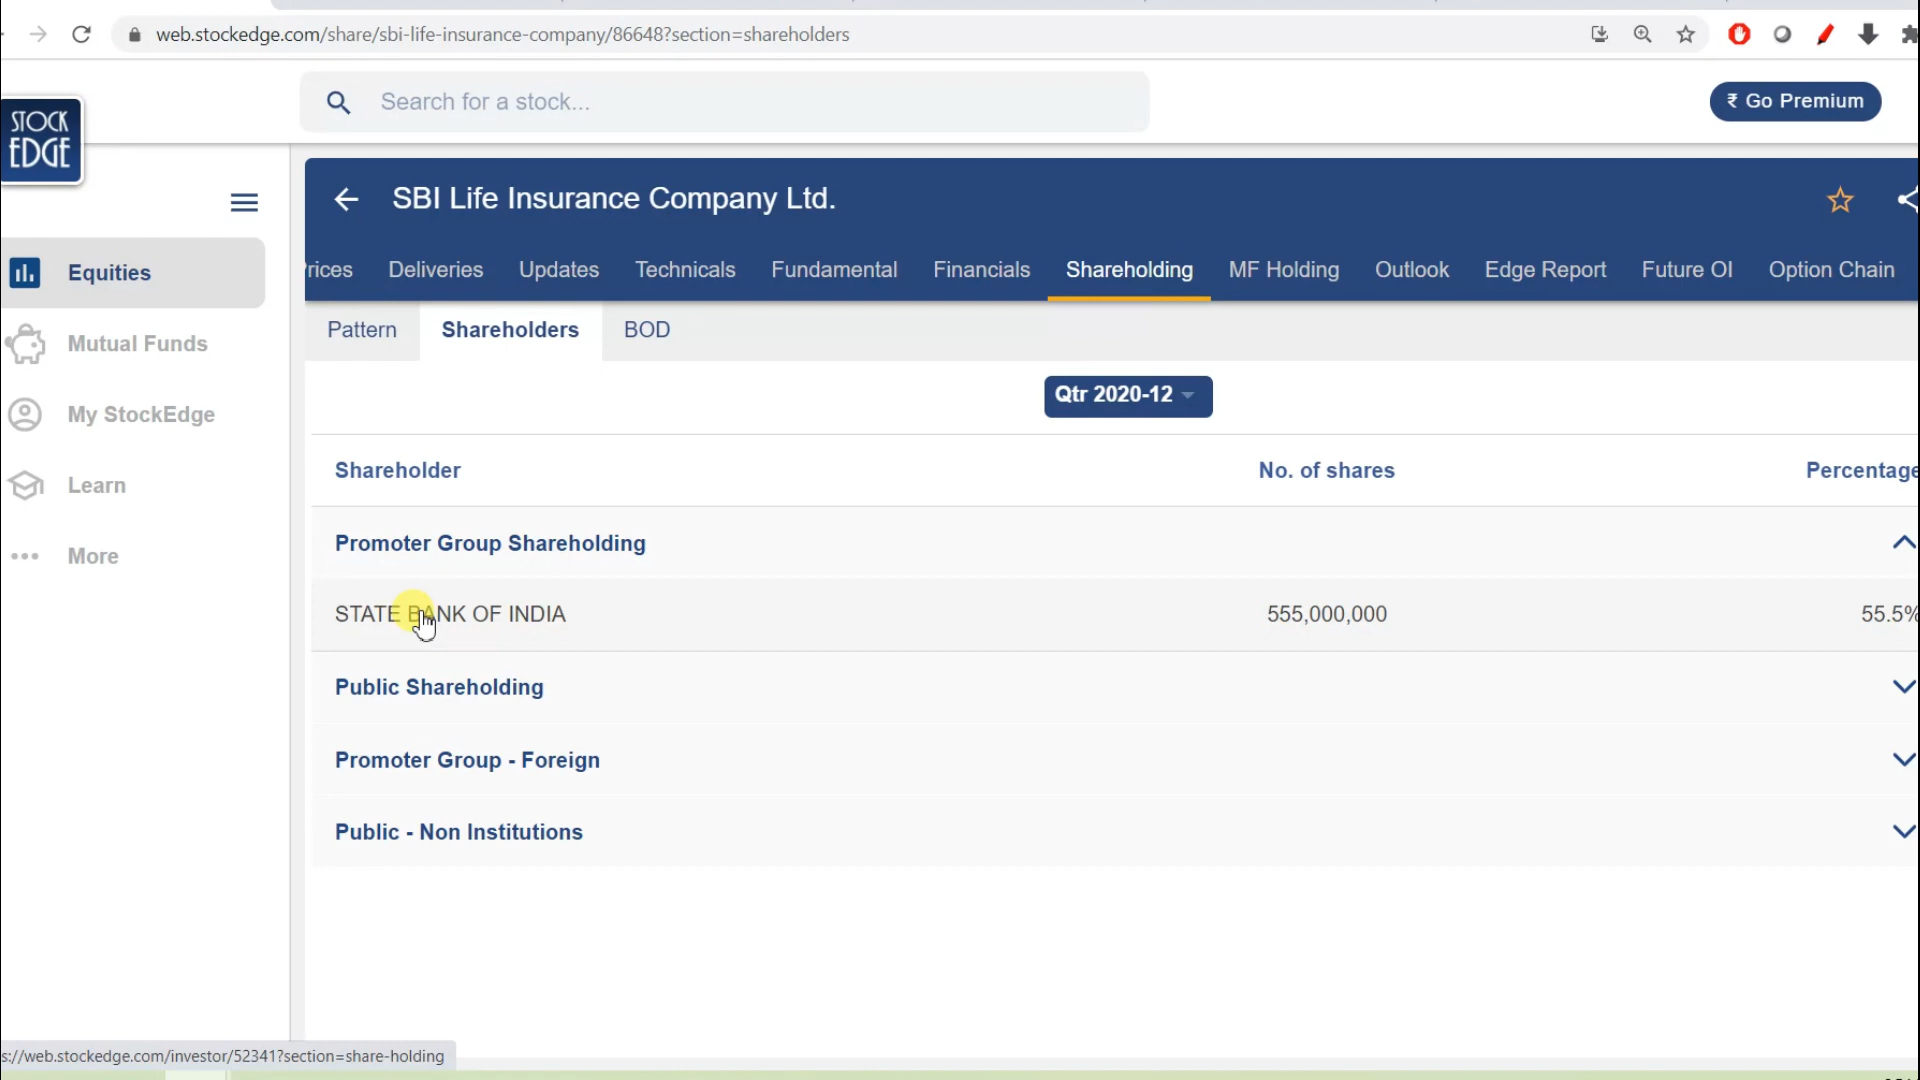 web.stockedge.com/share/sbi-life-insurance-company/86648?section=shareholders
Search for a stock...
₹ Go Premium
STOCK
EDGE
SBI Life Insurance Company Ltd.
rices Deliveries Updates Technicals Fundamental Financials Shareholding MF Holding Outlook Edge Report Future OI Option Chain
Equities
Mutual Funds
My StockEdge
Learn
More
Pattern Shareholders BOD
Qtr 2020-12
Shareholder No. of shares Percentage
Promoter Group Shareholding
STATE BANK OF INDIA 555,000,000 55.5%
Public Shareholding
Promoter Group - Foreign
Public - Non Institutions
s://web.stockedge.com/investor/52341?section=share-holding